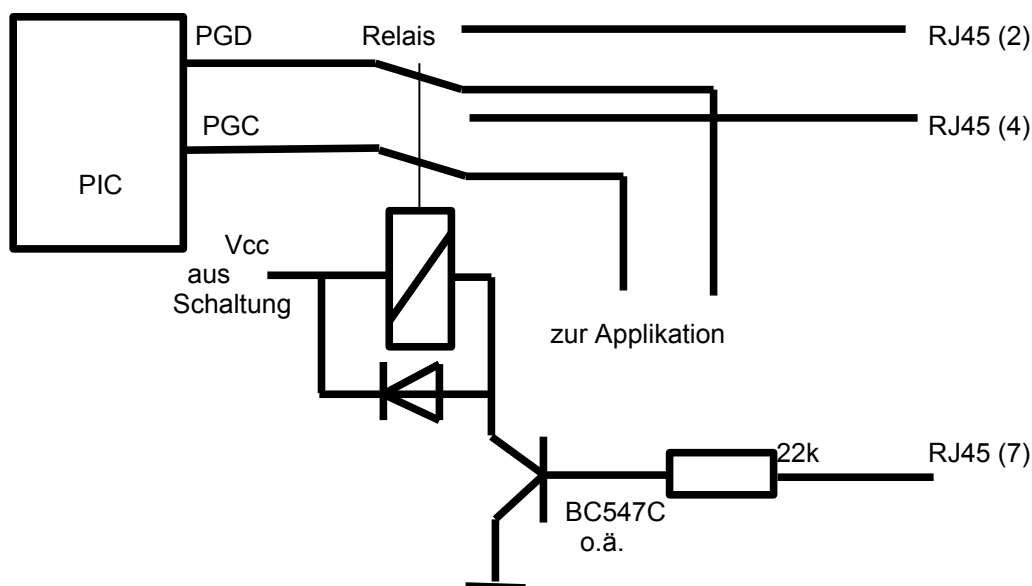 PGD
Relais
RJ45 (2)
PGC
RJ45 (4)
PIC
Vcc
aus
Schaltung
zur Applikation
22k
RJ45 (7)
BC547C
o.ä.